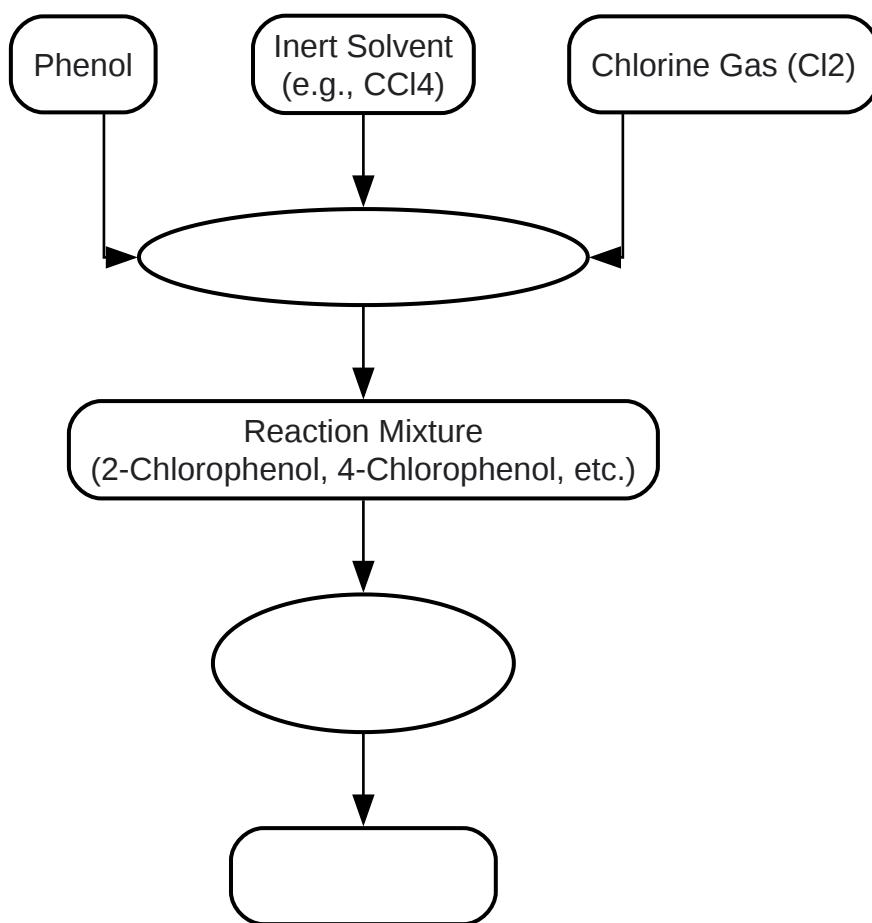 Phenol
Inert Solvent
(e.g., CCl4)
Chlorine Gas (Cl2)
Reaction Mixture
(2-Chlorophenol, 4-Chlorophenol, etc.)